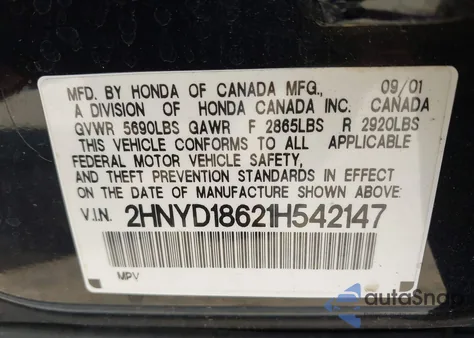 MFD. BY HONDA OF CANADA MFG., 09/01
A DIVISION OF HONDA CANADA INC. CANADA
GVWR 5690LBS GAWR F 2865LBS R 2920LBS
THIS VEHICLE CONFORMS TO ALL APPLICABLE
FEDERAL MOTOR VEHICLE SAFETY,
AND THEFT PREVENTION STANDARDS IN EFFECT
ON THE DATE OF MANUFACTURE SHOWN ABOVE.
V.I.N. 2HNYD18621H542147
MPV
autoSnap